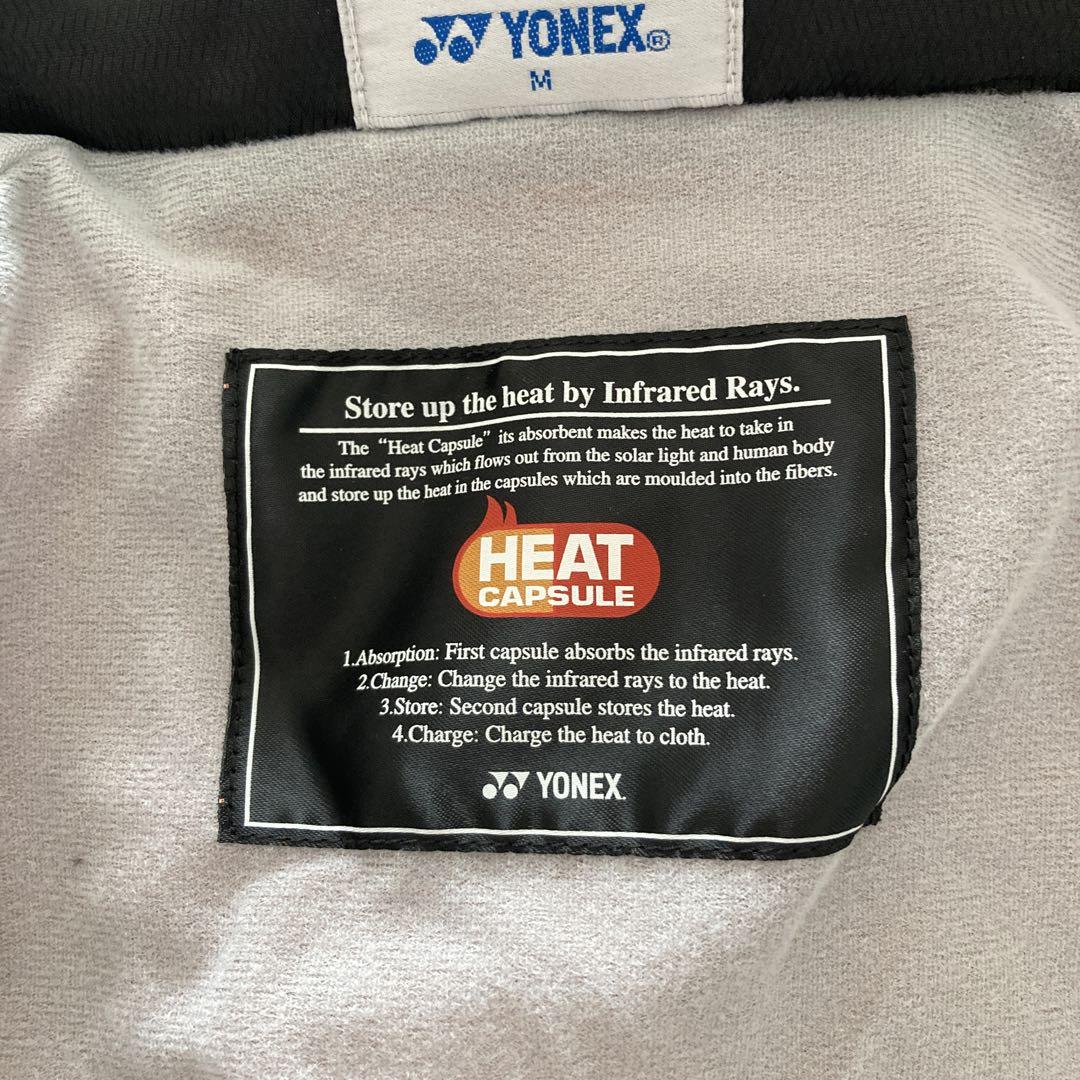 YONEX®
M
Store up the heat by Infrared Rays.
The “Heat Capsule” its absorbent makes the heat to take in
the infrared rays which flows out from the solar light and human body
and store up the heat in the capsules which are moulded into the fibers.
HEAT
CAPSULE
1.Absorption: First capsule absorbs the infrared rays.
2.Change: Change the infrared rays to the heat.
3.Store: Second capsule stores the heat.
4.Charge: Charge the heat to cloth.
YONEX.